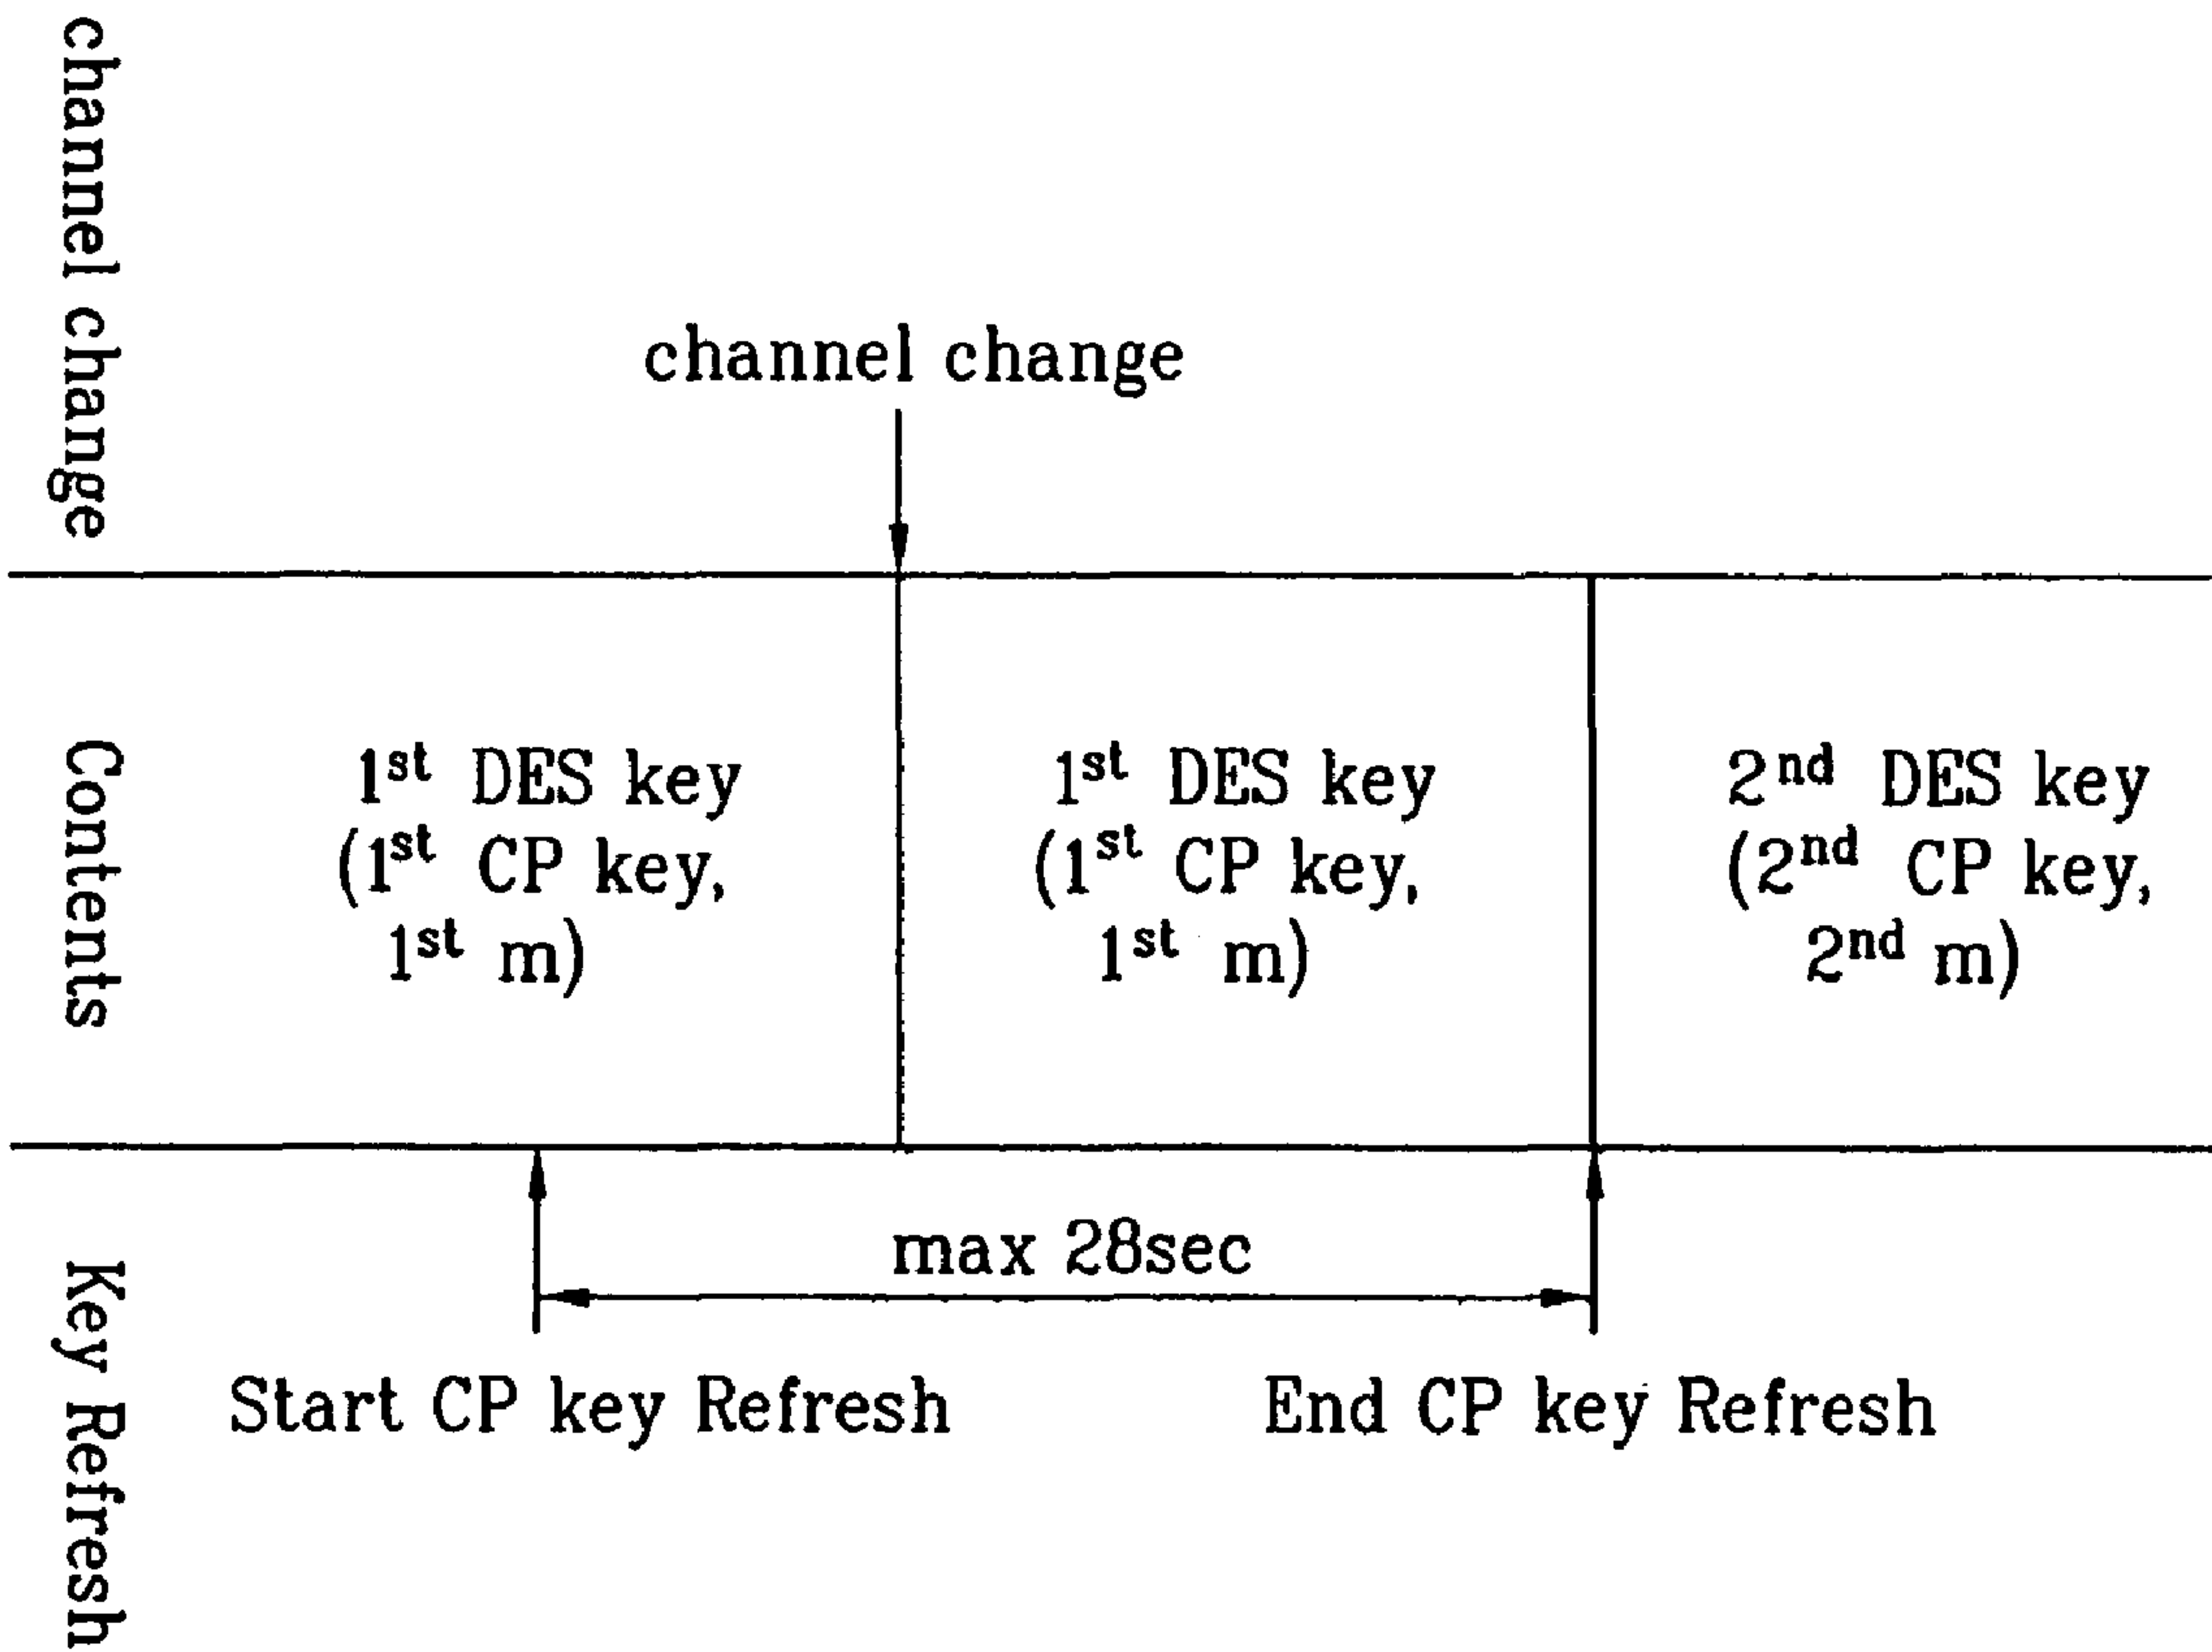 channel change
channel change
Contents
1st DES key
(1st CP key,
1st m)
1st DES key
(1st CP key,
1st m)
2nd DES key
(2nd CP key,
2nd m)
Key Refresh
max 28sec
Start CP key Refresh
End CP key Refresh